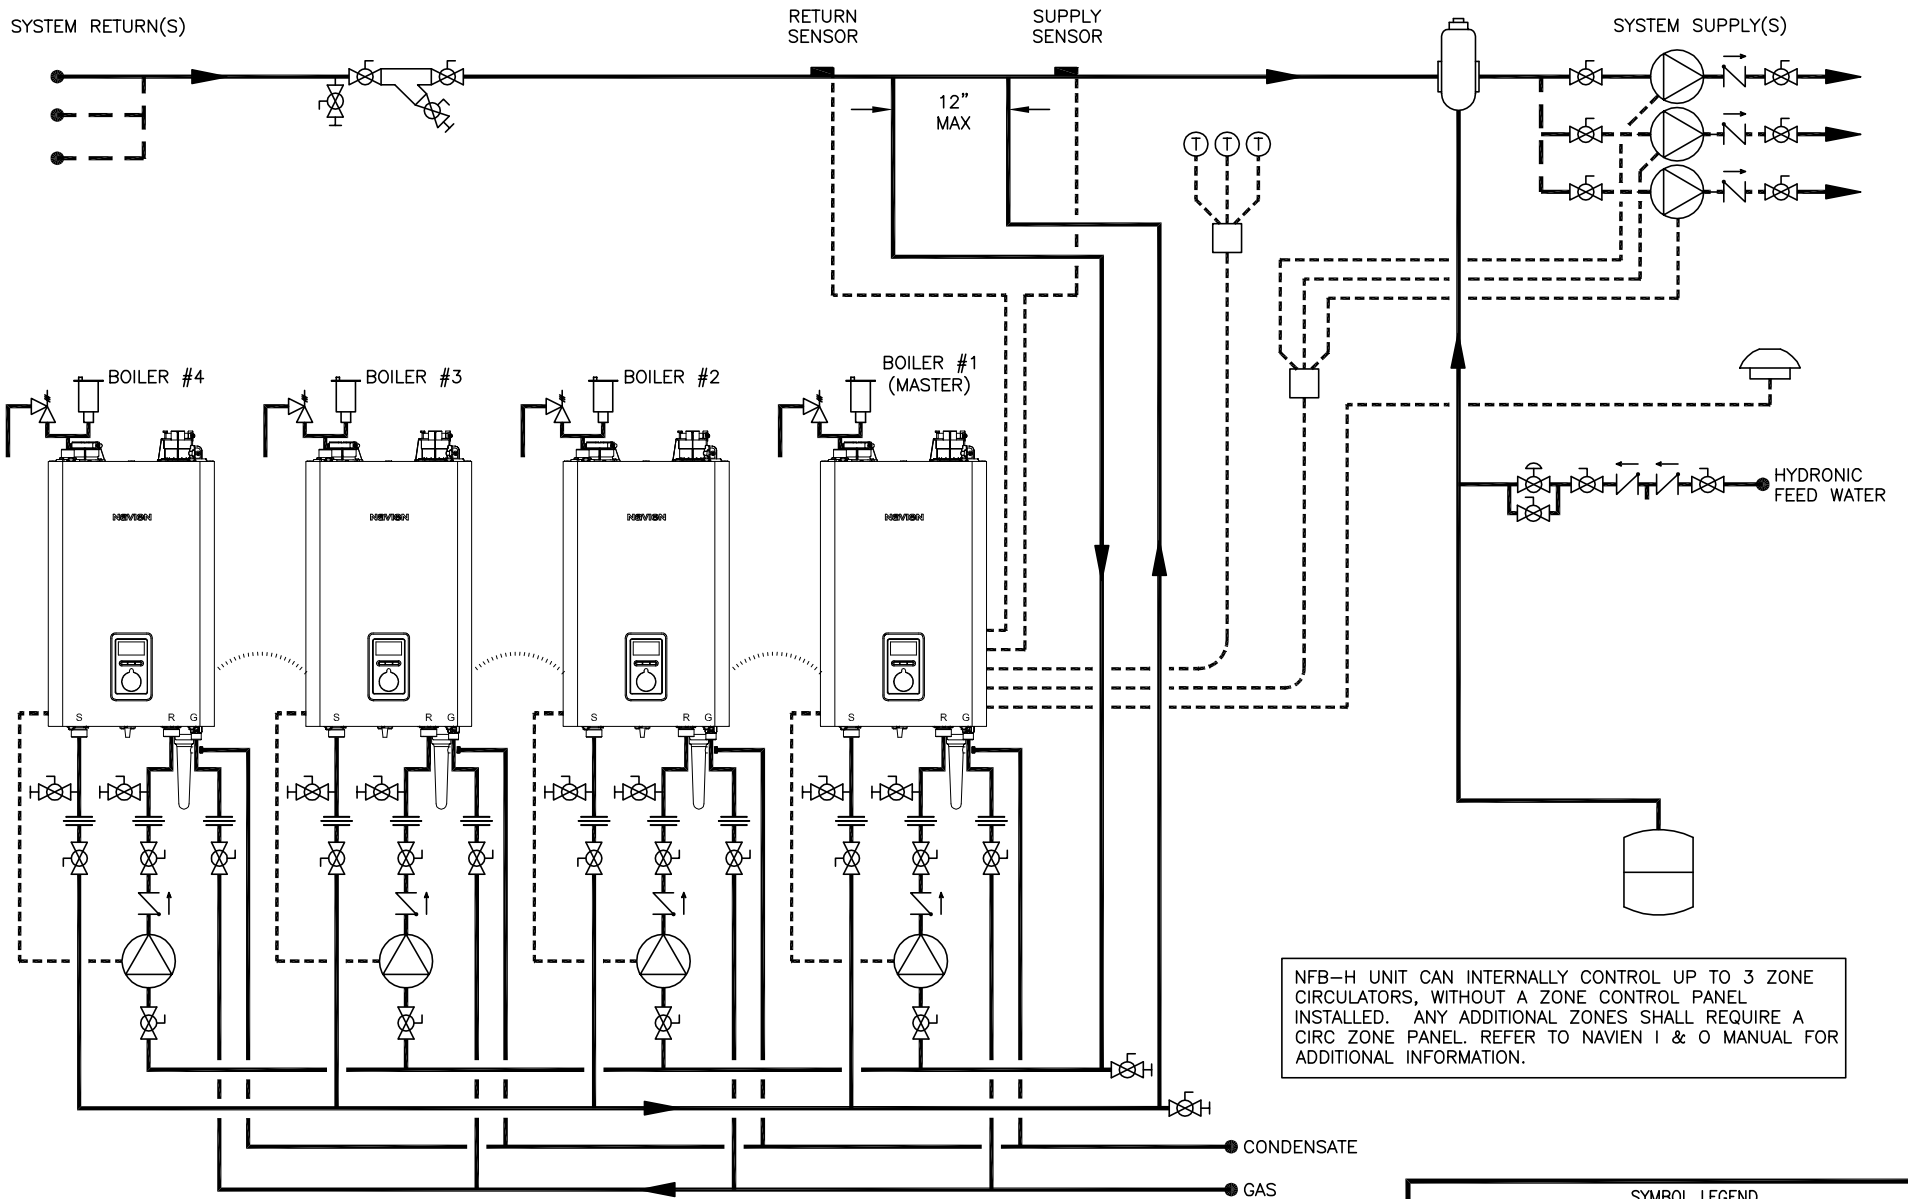 SYSTEM RETURN(S)
RETURN
SENSOR
SUPPLY
SENSOR
SYSTEM SUPPLY(S)
12"
MAX
T T T
BOILER #4
BOILER #3
BOILER #2
BOILER #1
(MASTER)
HYDRONIC
FEED WATER
NAVIEN
NAVIEN
NAVIEN
NAVIEN
S R G
S R G
S R G
S R G
NFB-H UNIT CAN INTERNALLY CONTROL UP TO 3 ZONE
CIRCULATORS, WITHOUT A ZONE CONTROL PANEL
INSTALLED. ANY ADDITIONAL ZONES SHALL REQUIRE A
CIRC ZONE PANEL. REFER TO NAVIEN I & O MANUAL FOR
ADDITIONAL INFORMATION.
CONDENSATE
GAS
SYMBOL LEGEND